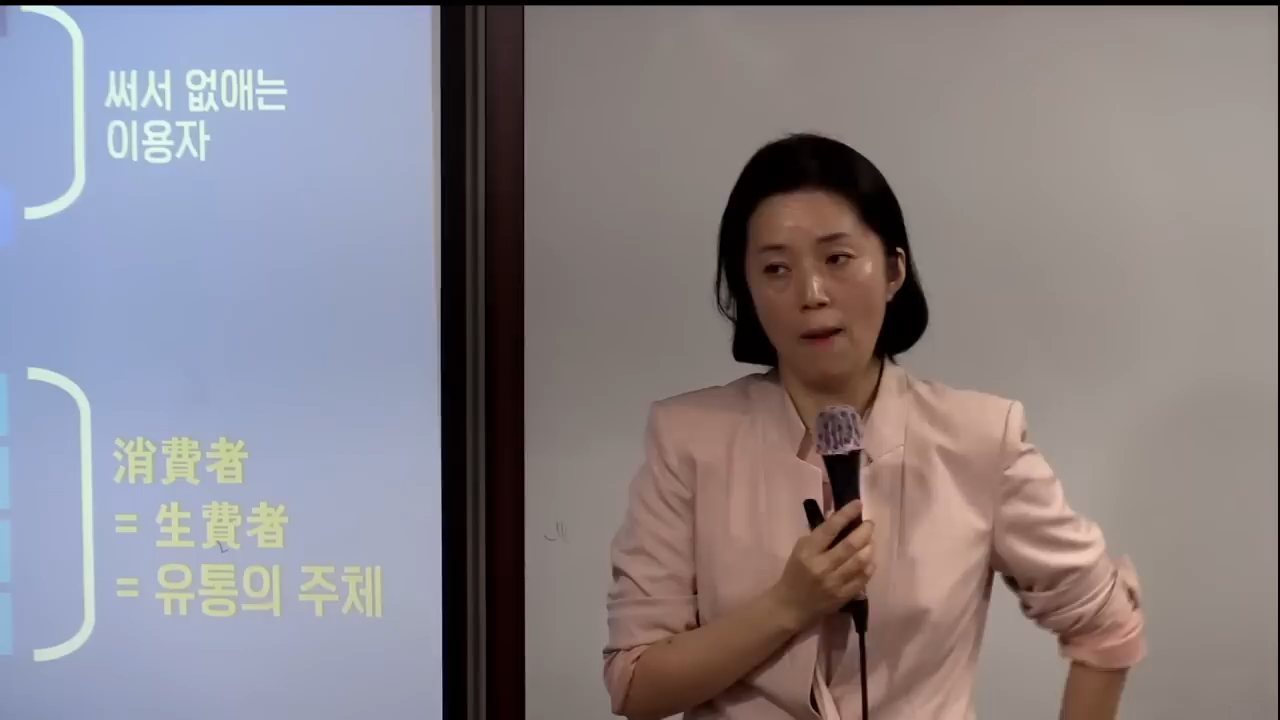 써서 없애는
이용자
消費者
= 生費者
= 유통의 주체